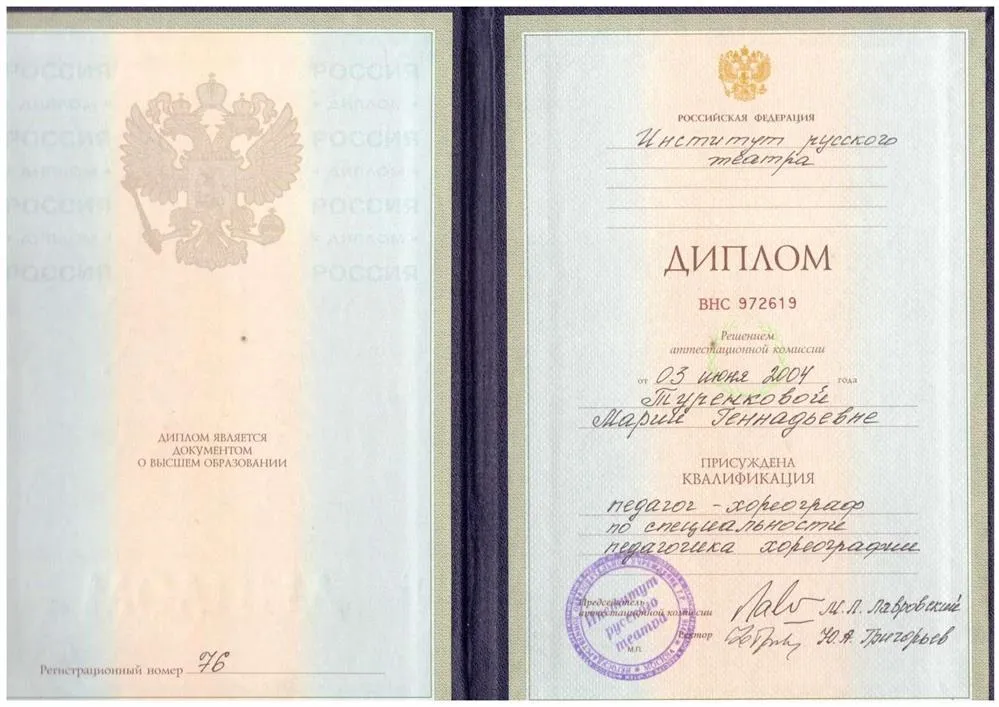 РОССИЯ РОССИЯ
РОССИЯ РОССИЯ
РОССИЯ РОССИЯ
РОССИЯ РОССИЯ
ДИПЛОМ ЯВЛЯЕТСЯ
ДОКУМЕНТОМ
О ВЫСШЕМ ОБРАЗОВАНИИ
Регистрационный номер 76
РОССИЙСКАЯ ФЕДЕРАЦИЯ
Институт русского
театра
ДИПЛОМ
ВНС 972619
Решением
аттестационной комиссии
от 03 июня 2004 года
Туренковой
Марии Геннадьевне
ПРИСУЖДЕНА
КВАЛИФИКАЦИЯ
педагог-хореограф
по специальности
педагогика хореографии
Председатель
аттестационной комиссии М.Л. Лавровский
Ректор Ю.А. Григорьев
М.П.
Институт
русского
театра